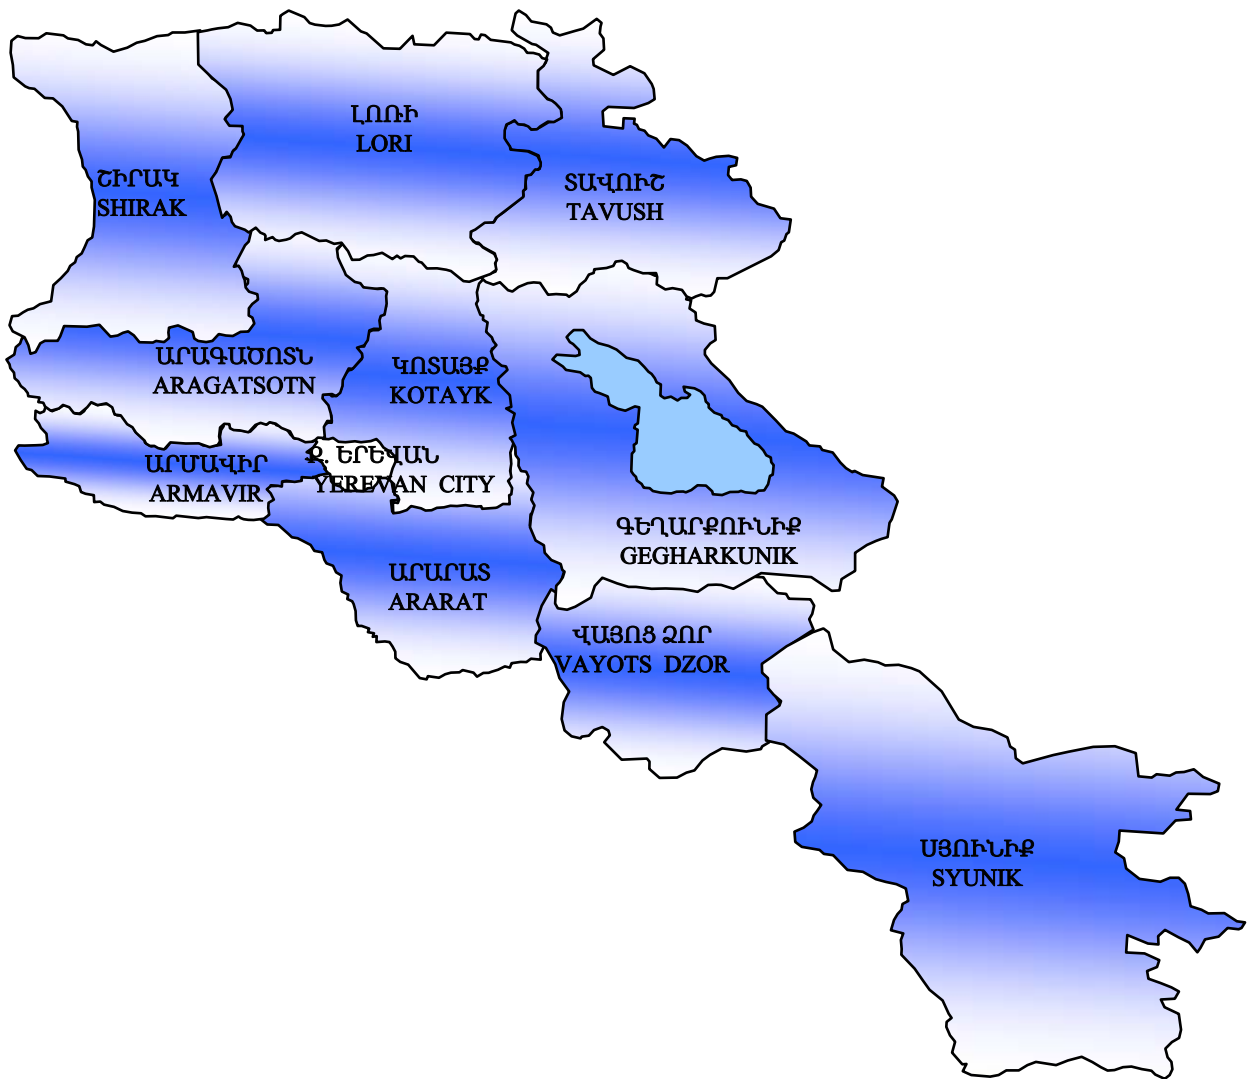 ԼՈՌԻ
LORI
ՇԻՐԱԿ
SHIRAK
ՏԱՎՈՒՇ
TAVUSH
ԱՐԱԳԱԾՈՏՆ
ARAGATSOTN
ԿՈՏԱՅՔ
KOTAYK
Ք. ԵՐԵՎԱՆ
YEREVAN CITY
ԱՐՄԱՎԻՐ
ARMAVIR
ԳԵՂԱՐՔՈՒՆԻՔ
GEGHARKUNIK
ԱՐԱՐԱՏ
ARARAT
ՎԱՅՈՑ ՁՈՐ
VAYOTS DZOR
ՍՅՈՒՆԻՔ
SYUNIK